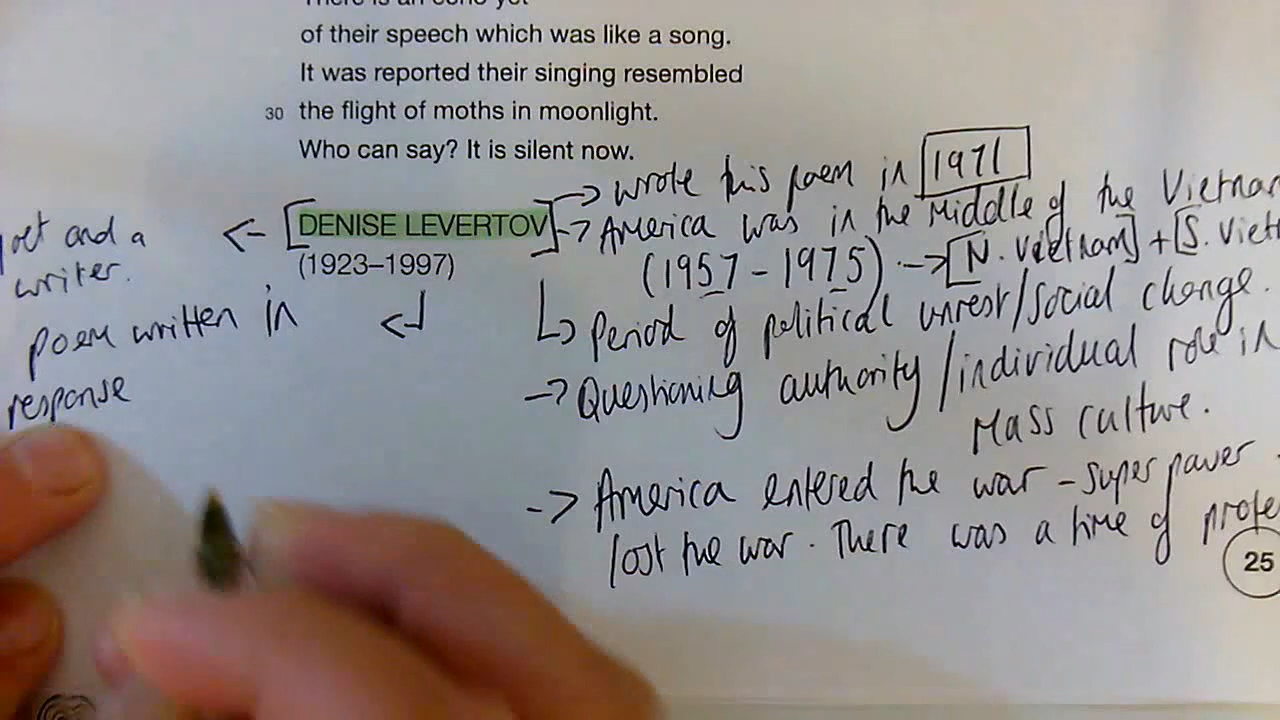 of their speech which was like a song.
It was reported their singing resembled
30 the flight of moths in moonlight.
Who can say? It is silent now.
DENISE LEVERTOV
(1923–1997)
and a
writer.
poem written in
response
-> wrote this poem in 1971
-> America was in the middle of the
(1957 - 1975) -> N. Vietnam + S.
Period of political unrest/social change.
-> Questioning authority/individual role in
Mass culture.
-> America entered the war - super power
lost the war. There was a time of
25